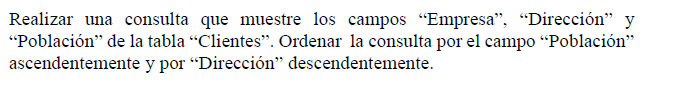 Realizar una consulta que muestre los campos “Empresa”, “Dirección” y
“Población” de la tabla “Clientes”. Ordenar la consulta por el campo “Población”
ascendentemente y por “Dirección” descendentemente.